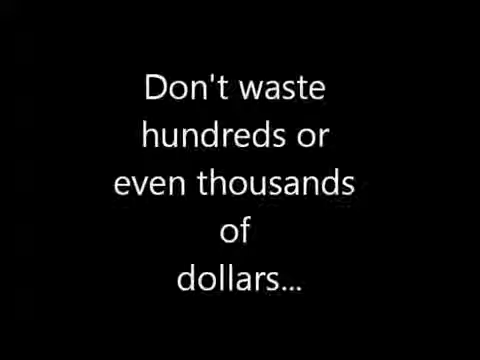 Don't waste
hundreds or
even thousands
of
dollars...